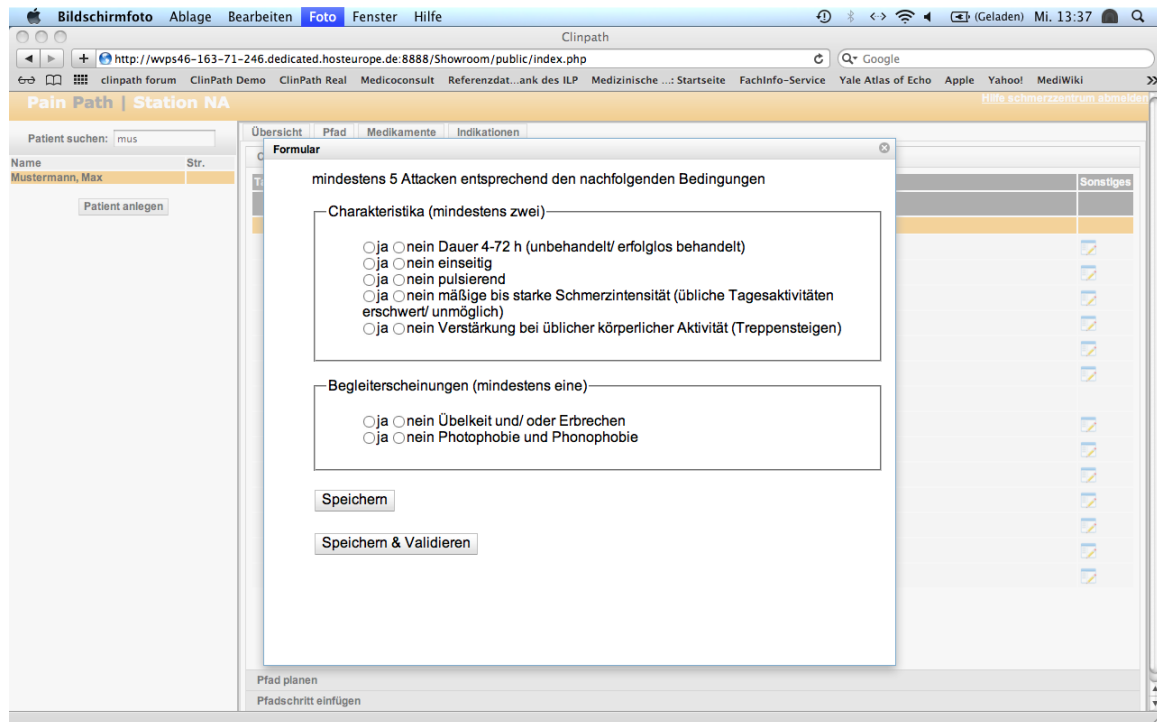 Bildschirmfoto Ablage Bearbeiten Foto Fenster Hilfe (Geladen) Mi. 13:37
Clinpath
http://wvps46-163-71-246.dedicated.hosteurope.de:8888/Showroom/public/index.php Google
clinpath forum ClinPath Demo ClinPath Real Medicoconsult Referenzdat...ank des ILP Medizinische ...: Startseite FachInfo-Service Yale Atlas of Echo Apple Yahoo! MediWiki
Pain Path | Station NA Hilfe schmerzzentrum abmelden
Patient suchen: mus
Name Str.
Mustermann, Max
Patient anlegen
Übersicht Pfad Medikamente Indikationen
Formular
mindestens 5 Attacken entsprechend den nachfolgenden Bedingungen
Charakteristika (mindestens zwei)
ja nein Dauer 4-72 h (unbehandelt/ erfolglos behandelt)
ja nein einseitig
ja nein pulsierend
ja nein mäßige bis starke Schmerzintensität (übliche Tagesaktivitäten
erschwert/ unmöglich)
ja nein Verstärkung bei üblicher körperlicher Aktivität (Treppensteigen)
Begleiterscheinungen (mindestens eine)
ja nein Übelkeit und/ oder Erbrechen
ja nein Photophobie und Phonophobie
Speichern
Speichern & Validieren
Sonstiges
Pfad planen
Pfadschritt einfügen